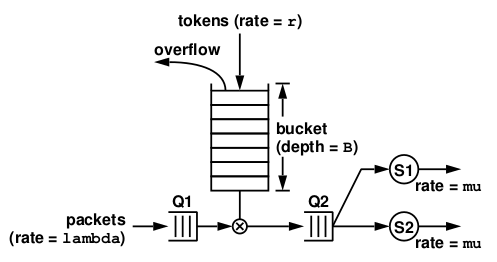 tokens (rate = r)
overflow
bucket
(depth = B)
Q1
Q2
S1
rate = mu
packets
(rate = lambda)
S2
rate = mu